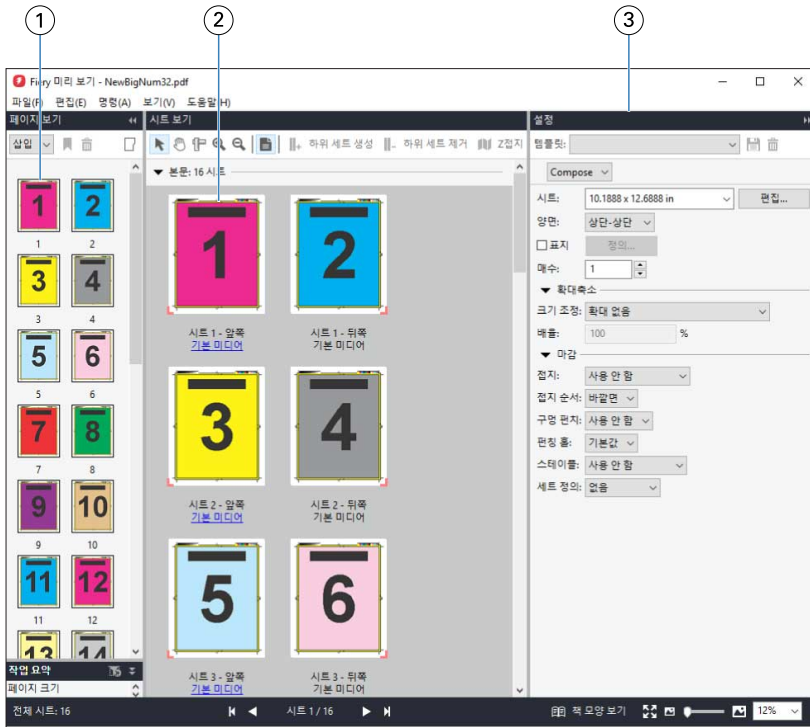 1 2 3
Fiery 미리 보기 - NewBigNum32.pdf
파일(F) 편집(E) 명령(A) 보기(V) 도움말(H)
페이지 보기
삽입
1 2
1 2
3 4
3 4
5 6
5 6
7 8
7 8
9 10
9 10
11 12
11 12
13 14
작업 요약
페이지 크기
시트 보기
하위 세트 생성 하위 세트 제거 Z접지
본문: 16 시트
1 2
시트 1 - 앞쪽 시트 1 - 뒤쪽
기본 미디어 기본 미디어
3 4
시트 2 - 앞쪽 시트 2 - 뒤쪽
기본 미디어 기본 미디어
5 6
시트 3 - 앞쪽 시트 3 - 뒤쪽
기본 미디어 기본 미디어
설정
템플릿:
Compose
시트: 10.1888 x 12.6888 in 편집...
양면: 상단-상단
표지 정의...
매수: 1
확대축소
크기 조정: 확대 없음
배율: 100 %
마감
접지: 사용 안 함
접지 순서: 바깥면
구멍 펀치: 사용 안 함
펀칭 홈: 기본값
스테이플: 사용 안 함
세트 정의: 없음
전체 시트: 16 시트 1 / 16 책 모양 보기 12%